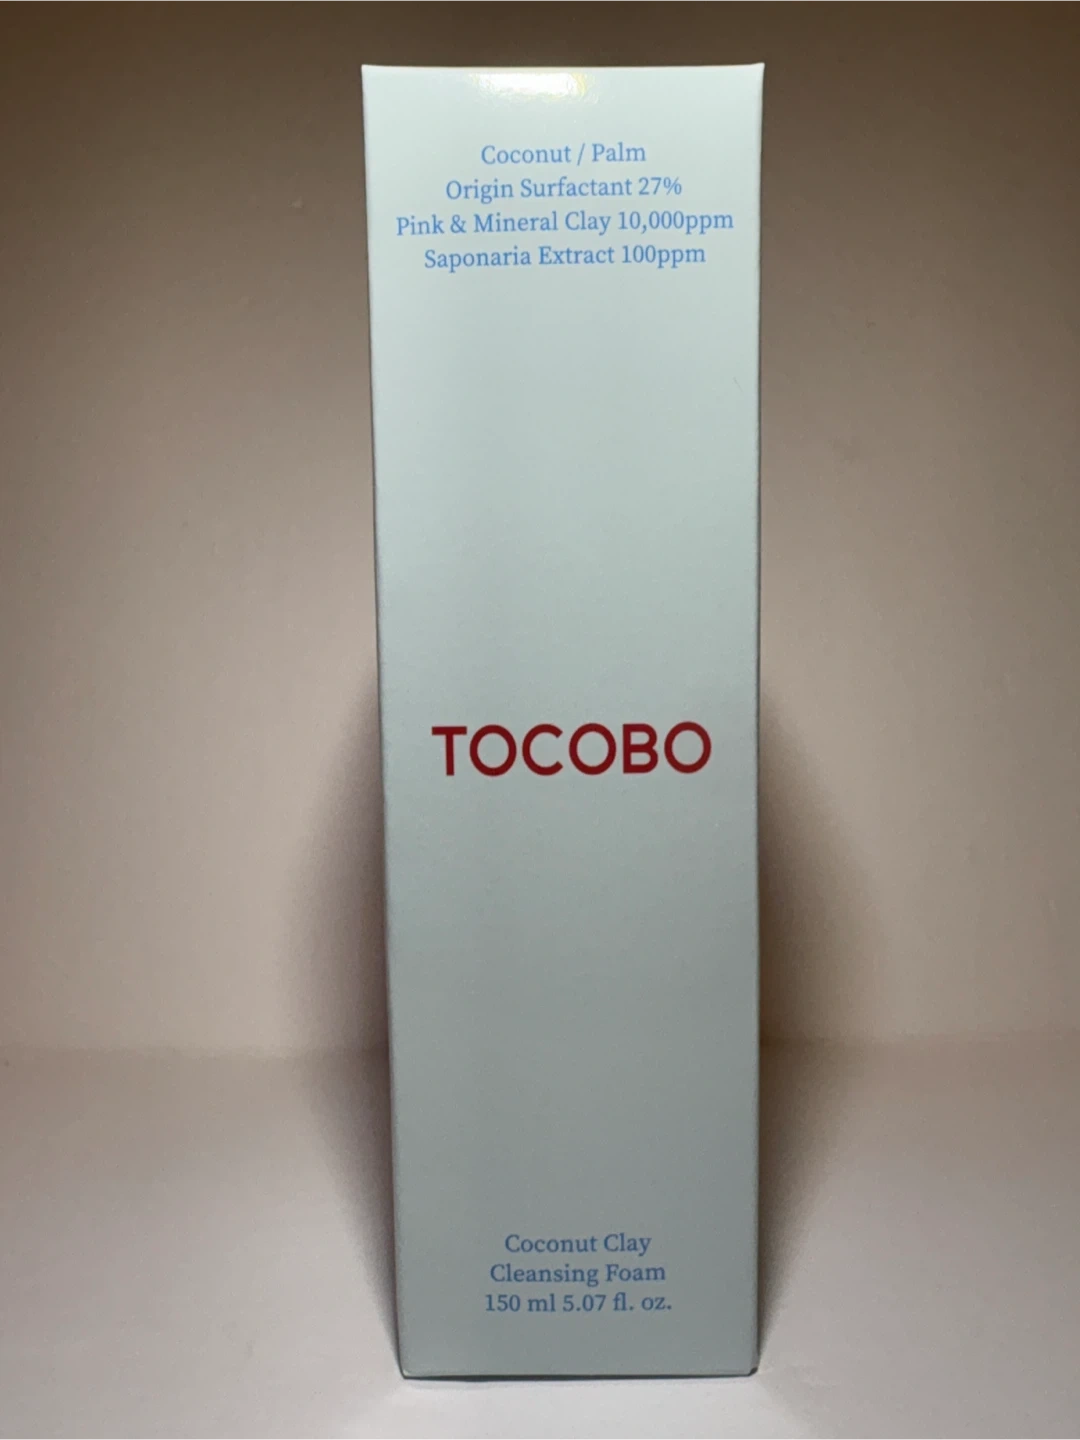 Coconut / Palm
Origin Surfactant 27%
Pink & Mineral Clay 10,000ppm
Saponaria Extract 100ppm
TOCOBO
Coconut Clay
Cleansing Foam
150 ml 5.07 fl. oz.